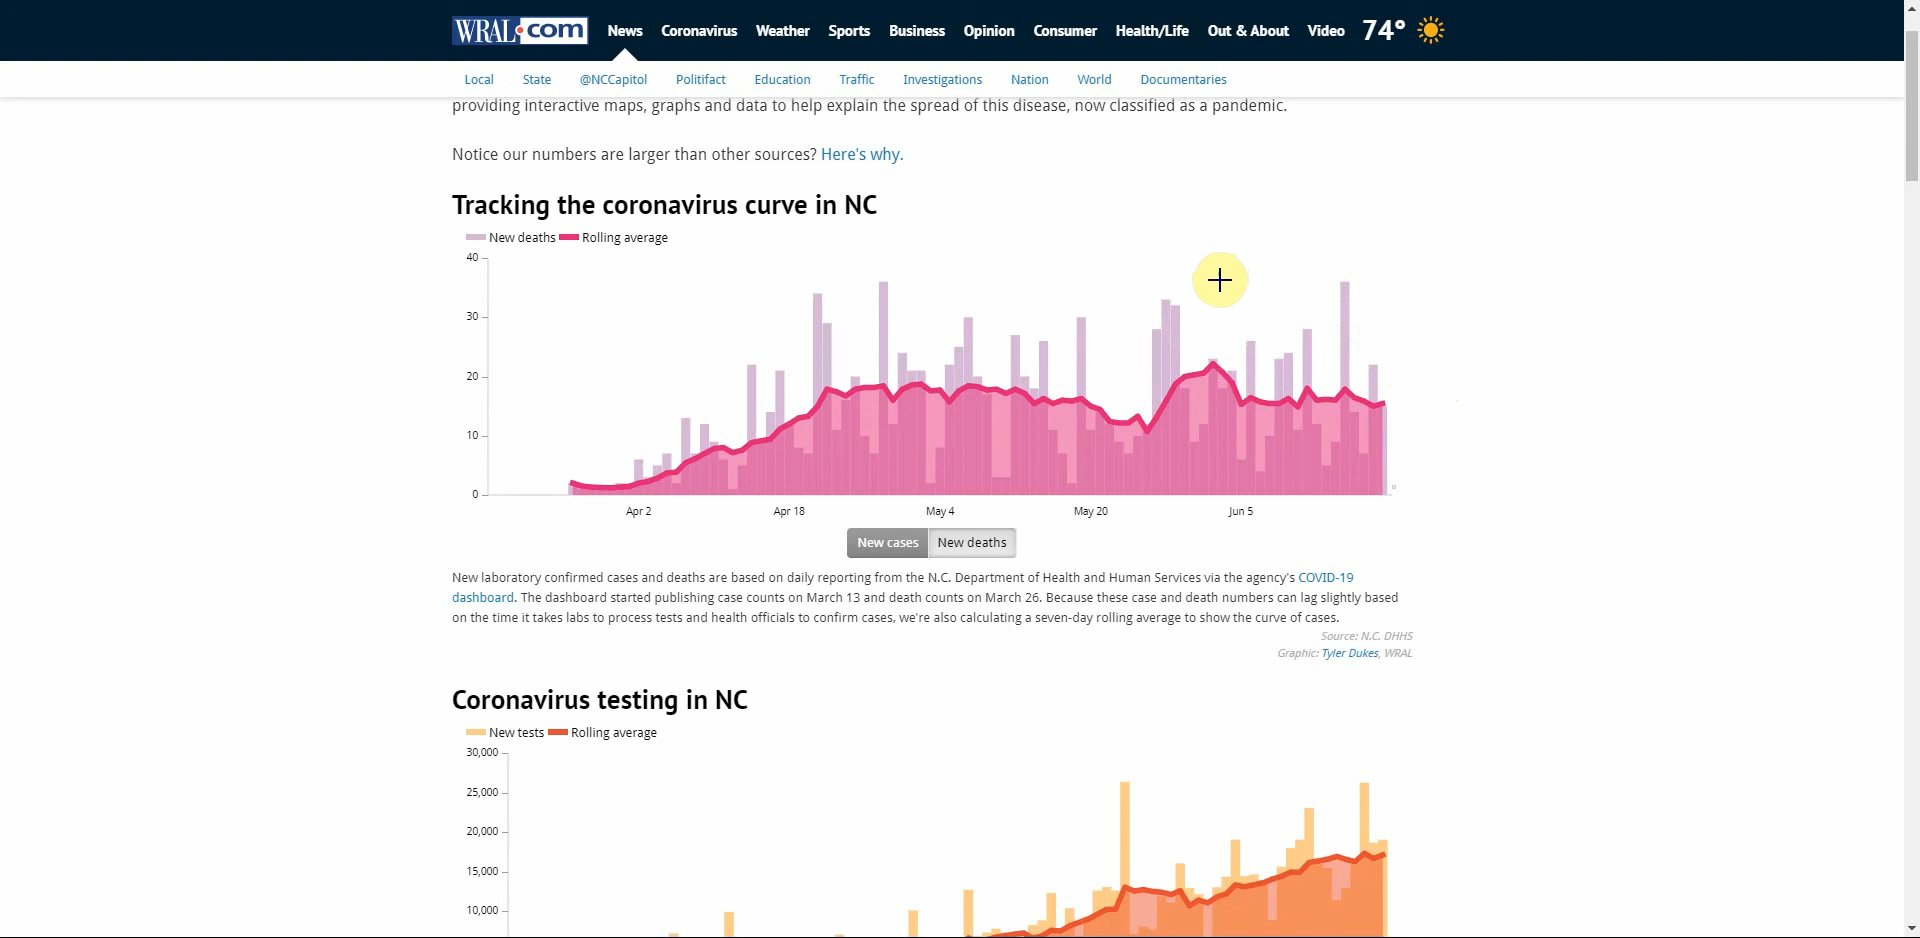 WRAL.com News Coronavirus Weather Sports Business Opinion Consumer Health/Life Out & About Video 74°
Local State @NCCapitol Politifact Education Traffic Investigations Nation World Documentaries
providing interactive maps, graphs and data to help explain the spread of this disease, now classified as a pandemic.
Notice our numbers are larger than other sources? Here's why.
Tracking the coronavirus curve in NC
New deaths Rolling average
40
30
20
10
0
Apr 2 Apr 18 May 4 May 20 Jun 5
New cases New deaths
New laboratory confirmed cases and deaths are based on daily reporting from the N.C. Department of Health and Human Services via the agency's COVID-19
dashboard. The dashboard started publishing case counts on March 13 and death counts on March 26. Because these case and death numbers can lag slightly based
on the time it takes labs to process tests and health officials to confirm cases, we're also calculating a seven-day rolling average to show the curve of cases.
Source: N.C. DHHS
Graphic: Tyler Dukes, WRAL
Coronavirus testing in NC
New tests Rolling average
30,000
25,000
20,000
15,000
10,000